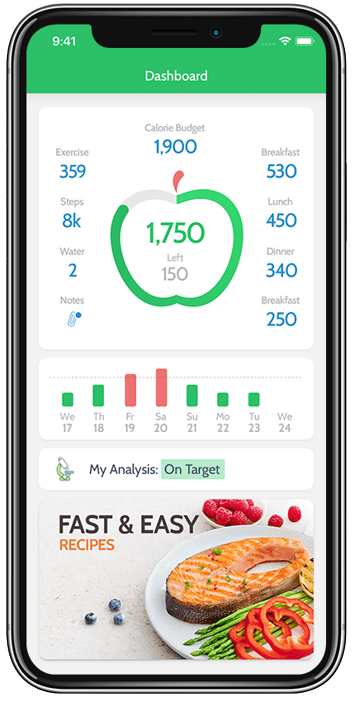 9:41
Dashboard
Calorie Budget
1,900
Exercise
359
Steps
8k
Water
2
Notes
1,750
Left
150
Breakfast
530
Lunch
450
Dinner
340
Breakfast
250
We Th Fr Sa Su Mo Tu We
17 18 19 20 21 22 23 24
My Analysis: On Target
FAST & EASY
RECIPES